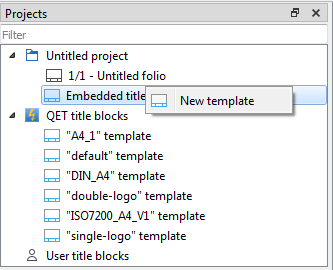 Projects
Filter
Untitled project
1/1 - Untitled folio
Embedded title
New template
QET title blocks
"A4_1" template
"default" template
"DIN_A4" template
"double-logo" template
"ISO7200_A4_V1" template
"single-logo" template
User title blocks